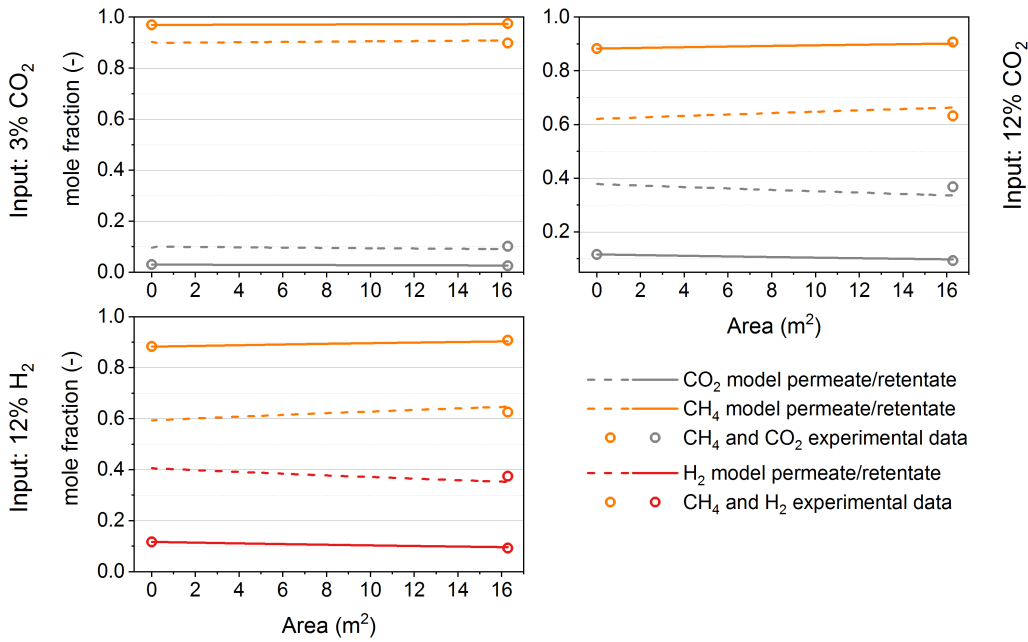 Input: 3% CO2
mole fraction (-)
1.0
0.8
0.6
0.4
0.2
0.0
0 2 4 6 8 10 12 14 16
1.0
0.8
0.6
0.4
0.2
0 2 4 6 8 10 12 14 16
Area (m²)
Input: 12% CO2
Input: 12% H2
mole fraction (-)
1.0
0.8
0.6
0.4
0.2
0.0
0 2 4 6 8 10 12 14 16
Area (m²)
CO2 model permeate/retentate
CH4 model permeate/retentate
CH4 and CO2 experimental data
H2 model permeate/retentate
CH4 and H2 experimental data